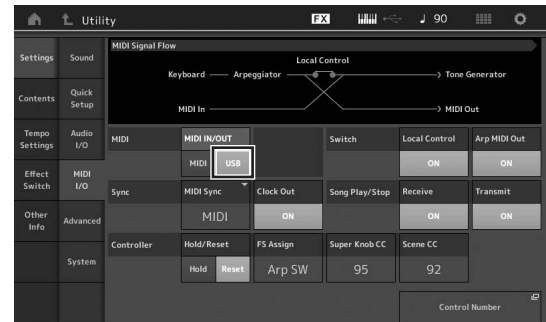 Utility FX ♩ 90
Settings
Contents
Tempo
Settings
Effect
Switch
Other
Info
Sound
Quick
Setup
Audio
I/O
MIDI
I/O
Advanced
System
MIDI Signal Flow
Local Control
Keyboard Arpeggiator Tone Generator
MIDI In MIDI Out
MIDI MIDI IN/OUT Switch Local Control Arp MIDI Out
MIDI USB ON ON
Sync MIDI Sync Clock Out Song Play/Stop Receive Transmit
MIDI ON ON ON
Controller Hold/Reset FS Assign Super Knob CC Scene CC
Hold Reset Arp SW 95 92
Control Number